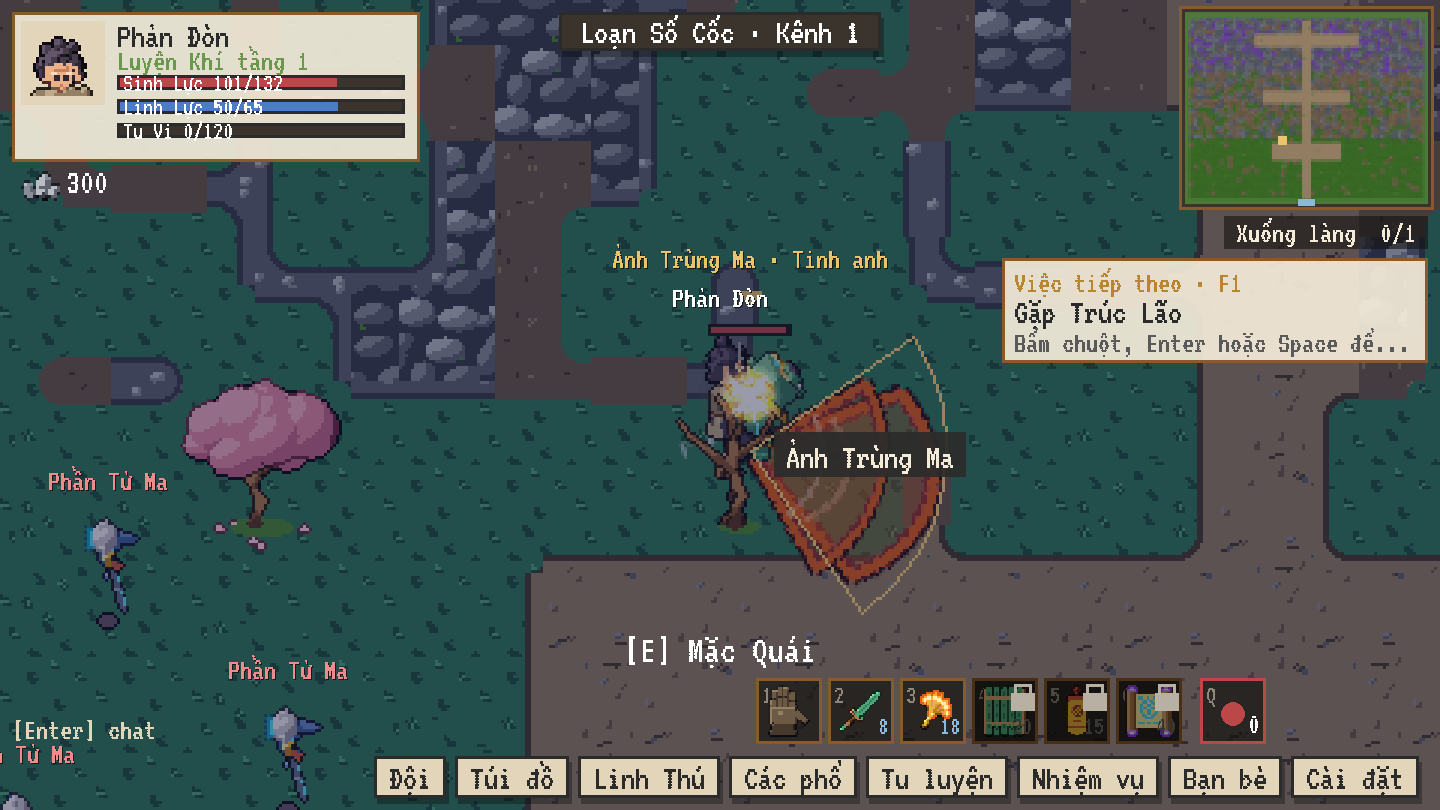 Phản Đòn
Luyện Khí tầng 1
Sinh Lực 101/132
Linh Lực 50/65
Tu Vi 0/120
300
Loạn Số Cốc · Kênh 1
Xuống làng 0/1
Việc tiếp theo · F1
Gặp Trúc Lão
Bấm chuột, Enter hoặc Space để...
Ảnh Trùng Ma · Tinh anh
Phản Đòn
Ảnh Trùng Ma
Phần Tử Ma
Phần Tử Ma
[E] Mặc Quái
[Enter] chat
Tử Ma
1
2 8
3 18
5 15
Q 0
Đội Túi đồ Linh Thú Các phổ Tu luyện Nhiệm vụ Bạn bè Cài đặt